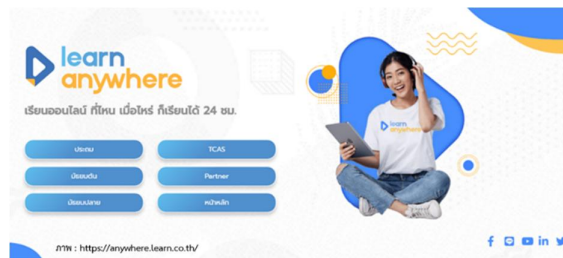 learn
anywhere
เรียนออนไลน์ ที่ไหน เมื่อไหร่ ก็เรียนได้ 24 ชม.
ประถม
TCAS
มัธยมต้น
Partner
มัธยมปลาย
หน้าหลัก
learn
anywhere
ภาพ : https://anywhere.learn.co.th/